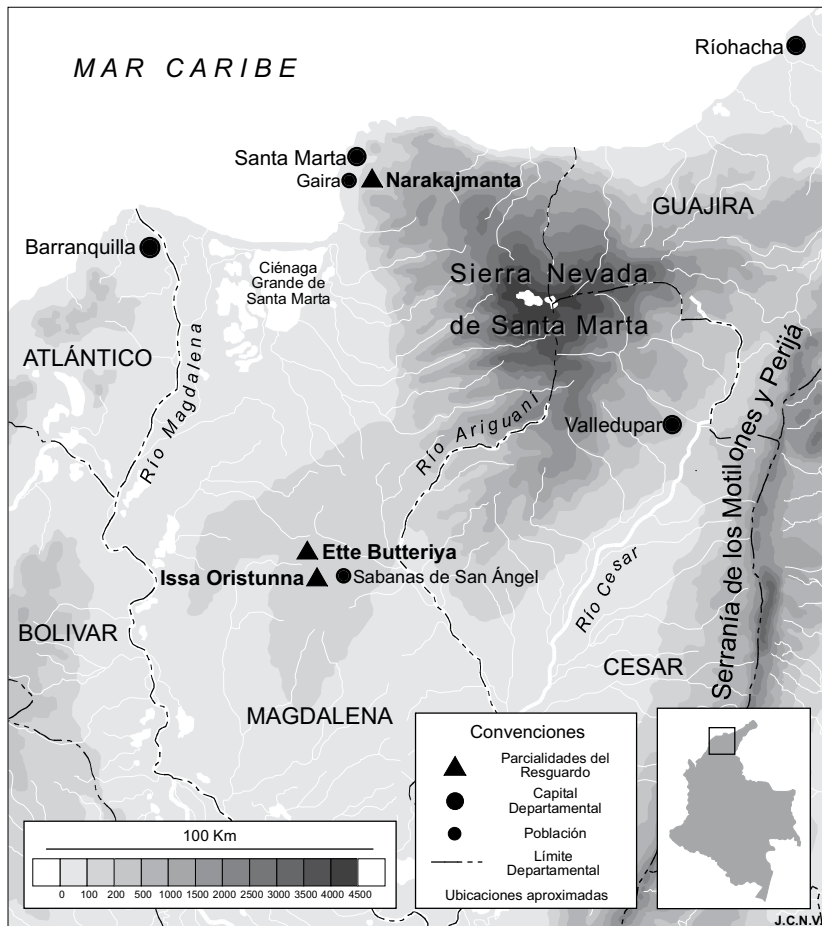 Ríohacha
MAR CARIBE
Santa Marta
Gaira
Narakajmanta
GUAJIRA
Barranquilla
Ciénaga
Grande de
Santa Marta
Sierra Nevada
de Santa Marta
ATLÁNTICO
Río Magdalena
Río Ariguaní
Valledupar
Serranía de los Motilones y Perijá
Ette Butteriya
Issa Oristunna
Sabanas de San Ángel
Río Cesar
BOLIVAR
CESAR
MAGDALENA
Convenciones
Parcialidades del
Resguardo
Capital
Departamental
Población
Límite
Departamental
Ubicaciones aproximadas
100 Km
0 100 200 500 1000 1500 2000 2500 3000 3500 4000 4500
J.C.N.V